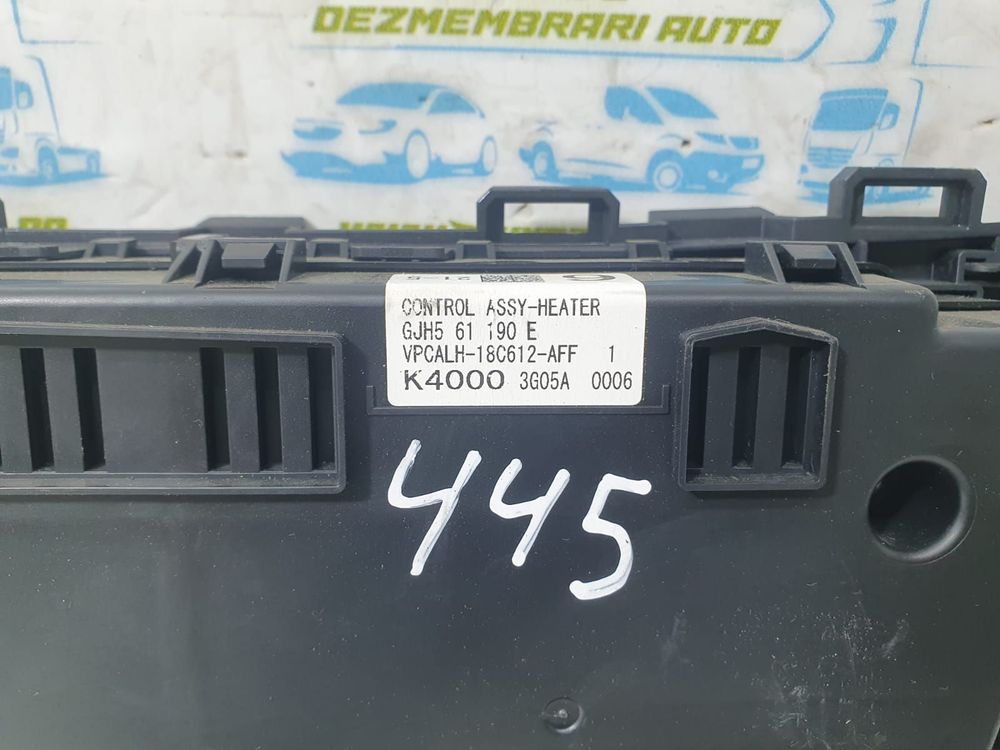 DEZMEMBRARI AUTO
CONTROL ASSY-HEATER
GJH5 61 190 E
VPCALH-18C612-AFF 1
K4000 3G05A 0006
445